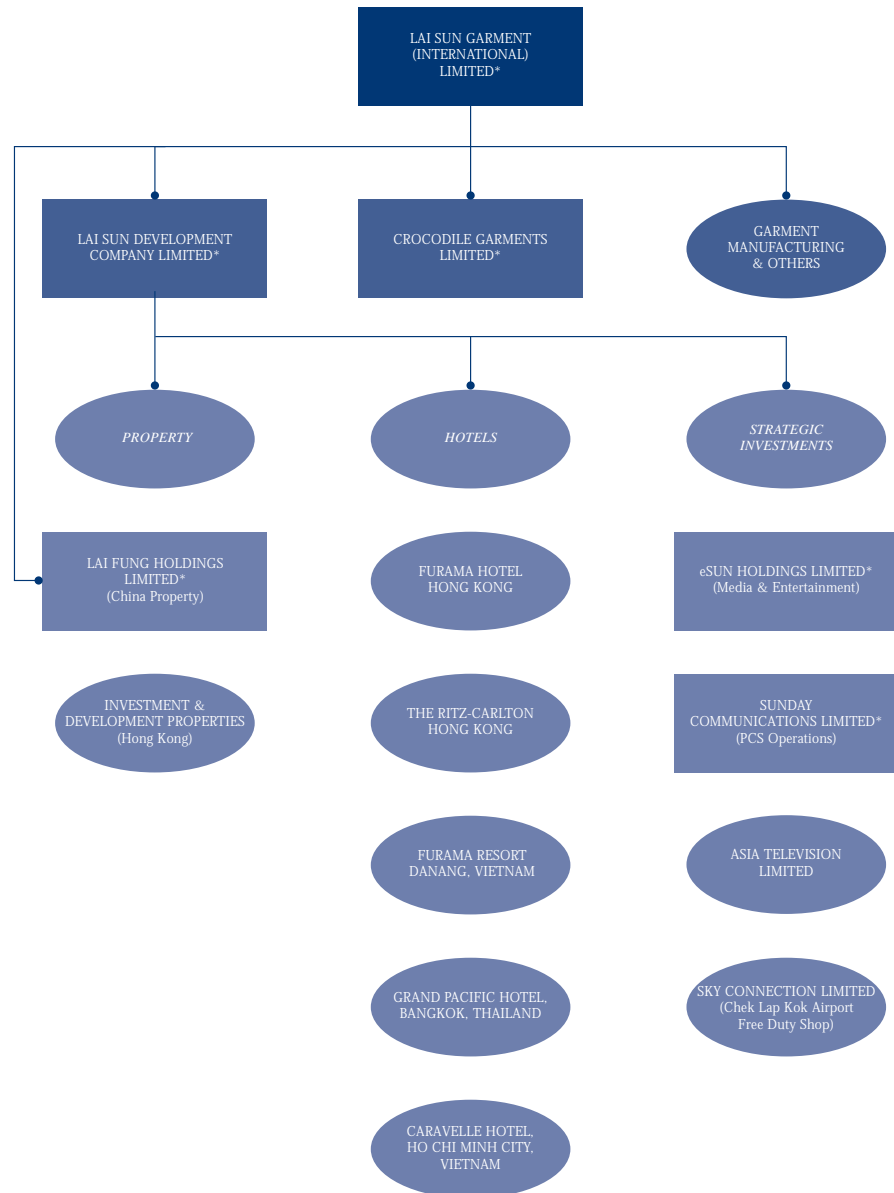 LAI SUN GARMENT
(INTERNATIONAL)
LIMITED*
LAI SUN DEVELOPMENT
COMPANY LIMITED*
CROCODILE GARMENTS
LIMITED*
GARMENT
MANUFACTURING
& OTHERS
PROPERTY
HOTELS
STRATEGIC
INVESTMENTS
LAI FUNG HOLDINGS
LIMITED*
(China Property)
FURAMA HOTEL
HONG KONG
eSUN HOLDINGS LIMITED*
(Media & Entertainment)
INVESTMENT &
DEVELOPMENT PROPERTIES
(Hong Kong)
THE RITZ-CARLTON
HONG KONG
SUNDAY
COMMUNICATIONS LIMITED*
(PCS Operations)
FURAMA RESORT
DANANG, VIETNAM
ASIA TELEVISION
LIMITED
GRAND PACIFIC HOTEL,
BANGKOK, THAILAND
SKY CONNECTION LIMITED
(Chek Lap Kok Airport
Free Duty Shop)
CARAVELLE HOTEL,
HO CHI MINH CITY,
VIETNAM